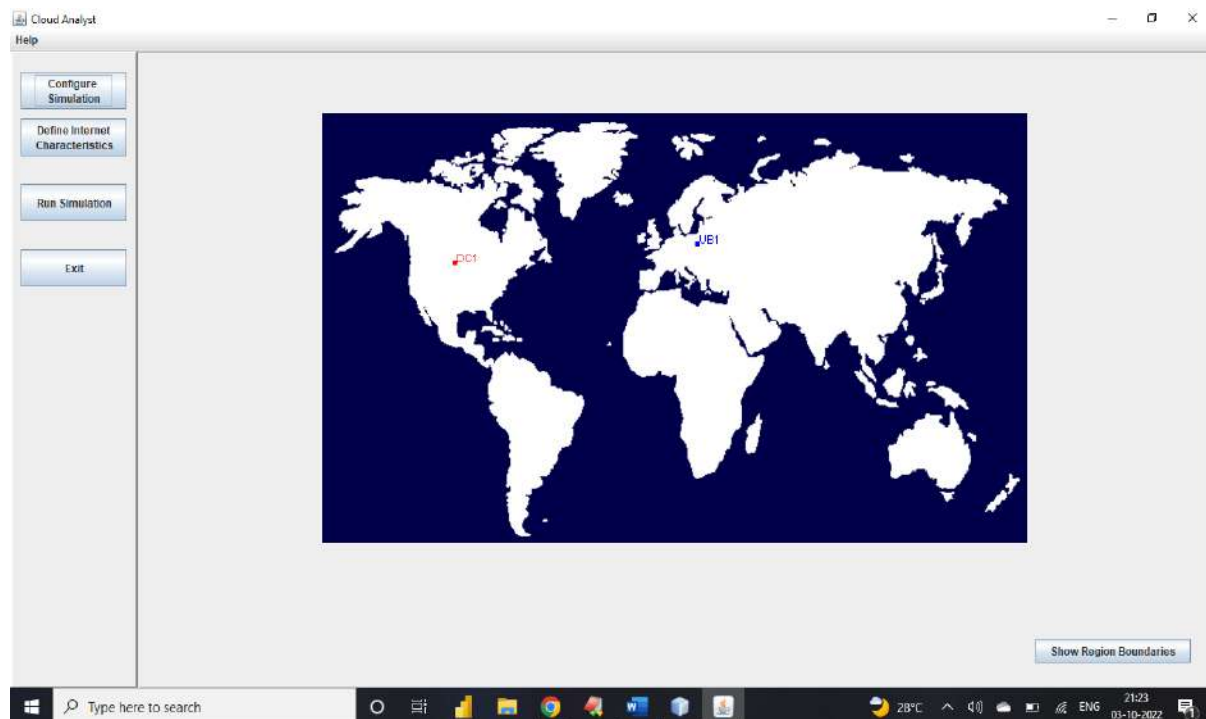 Cloud Analyst
Help
Configure
Simulation
Define Internet
Characteristics
Run Simulation
Exit
UB1
DC1
Show Region Boundaries
Type here to search
28°C
ENG
21:23
03-10-2022
1